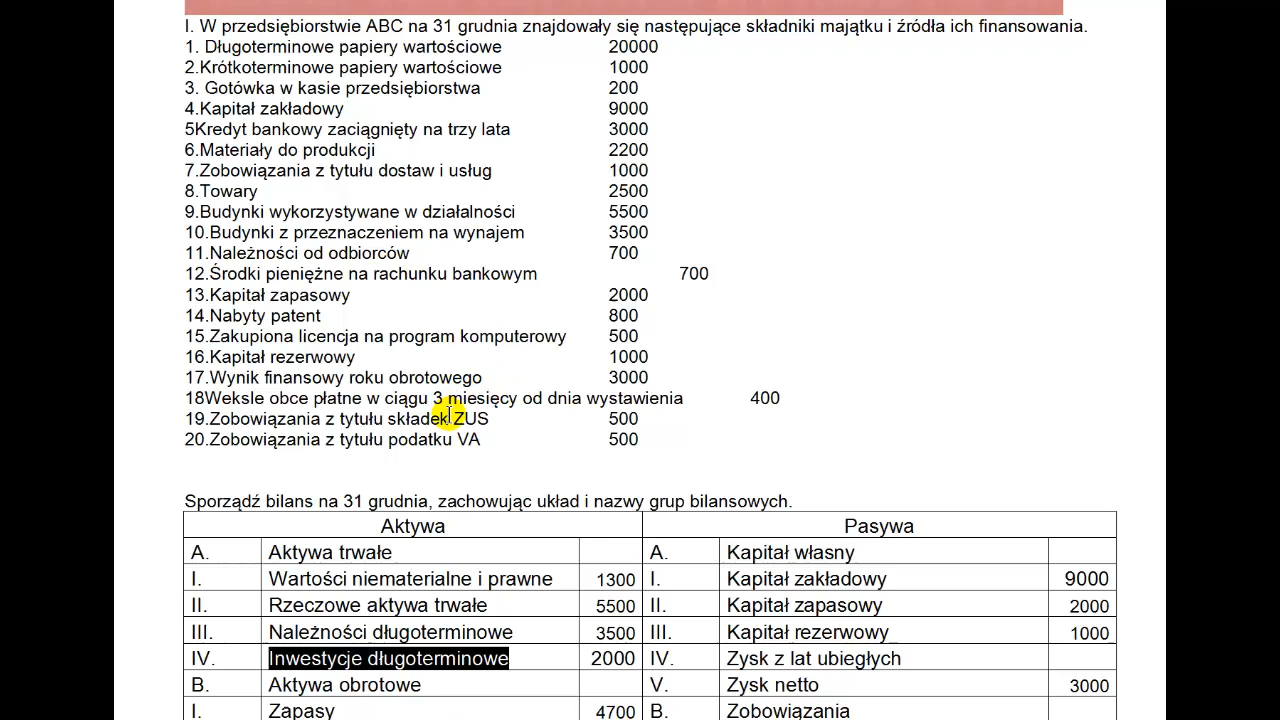 I. W przedsiębiorstwie ABC na 31 grudnia znajdowały się następujące składniki majątku i źródła ich finansowania.
1. Długoterminowe papiery wartościowe 20000
2.Krótkoterminowe papiery wartościowe 1000
3. Gotówka w kasie przedsiębiorstwa 200
4.Kapitał zakładowy 9000
5Kredyt bankowy zaciągnięty na trzy lata 3000
6.Materiały do produkcji 2200
7.Zobowiązania z tytułu dostaw i usług 1000
8.Towary 2500
9.Budynki wykorzystywane w działalności 5500
10.Budynki z przeznaczeniem na wynajem 3500
11.Należności od odbiorców 700
12.Środki pieniężne na rachunku bankowym 700
13.Kapitał zapasowy 2000
14.Nabyty patent 800
15.Zakupiona licencja na program komputerowy 500
16.Kapitał rezerwowy 1000
17.Wynik finansowy roku obrotowego 3000
18Weksle obce płatne w ciągu 3 miesięcy od dnia wystawienia 400
19.Zobowiązania z tytułu składek ZUS 500
20.Zobowiązania z tytułu podatku VA 500
Sporządź bilans na 31 grudnia, zachowując układ i nazwy grup bilansowych.
Aktywa Pasywa
A. Aktywa trwałe A. Kapitał własny
I. Wartości niematerialne i prawne 1300 I. Kapitał zakładowy 9000
II. Rzeczowe aktywa trwałe 5500 II. Kapitał zapasowy 2000
III. Należności długoterminowe 3500 III. Kapitał rezerwowy 1000
IV. Inwestycje długoterminowe 2000 IV. Zysk z lat ubiegłych
B. Aktywa obrotowe V. Zysk netto 3000
I. Zapasy 4700 B. Zobowiązania